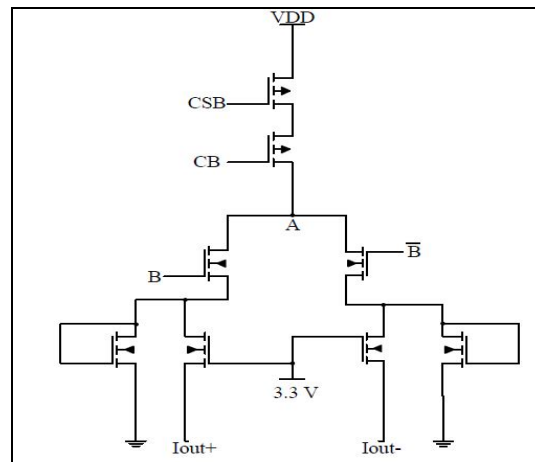 VDD
CSB
CB
A
B
B̅
3.3 V
Iout+
Iout-